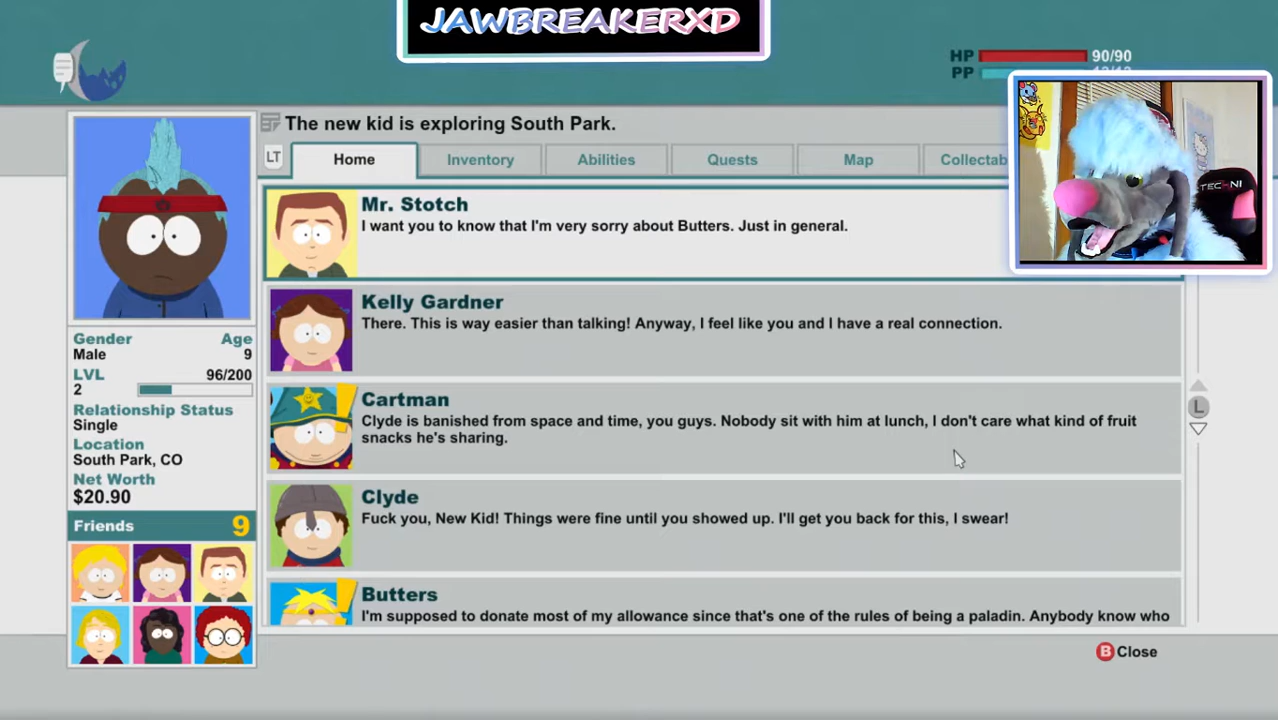 JAWBREAKERXD
HP 90/90
PP
The new kid is exploring South Park.
LT Home Inventory Abilities Quests Map
Mr. Stotch
I want you to know that I'm very sorry about Butters. Just in general.
Gender Age
Male 9
LVL 96/200
2
Relationship Status
Single
Location
South Park, CO
Net Worth
$20.90
Friends 9
Kelly Gardner
There. This is way easier than talking! Anyway, I feel like you and I have a real connection.
Cartman
Clyde is banished from space and time, you guys. Nobody sit with him at lunch, I don't care what kind of fruit
snacks he's sharing.
Clyde
Fuck you, New Kid! Things were fine until you showed up. I'll get you back for this, I swear!
Butters
I'm supposed to donate most of my allowance since that's one of the rules of being a paladin. Anybody know who
L
B Close